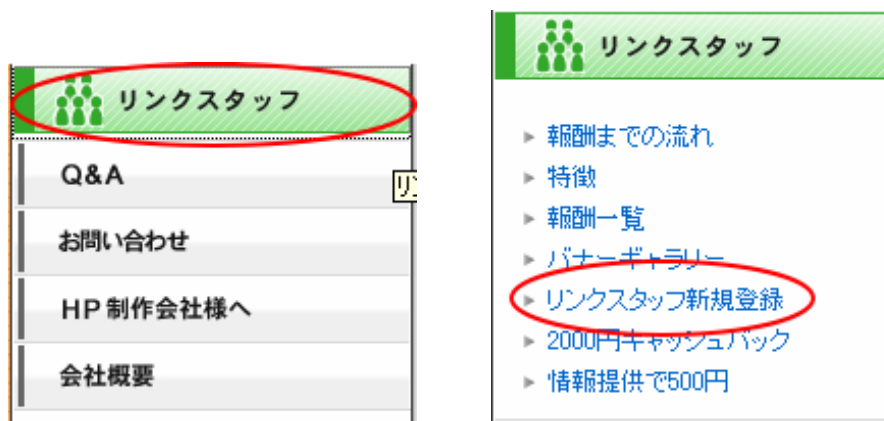 リンクスタッフ
Q&A
お問い合わせ
HP制作会社様へ
会社概要
リンクスタッフ
報酬までの流れ
特徴
報酬一覧
バナーギャラリー
リンクスタッフ新規登録
2000円キャッシュバック
情報提供で500円